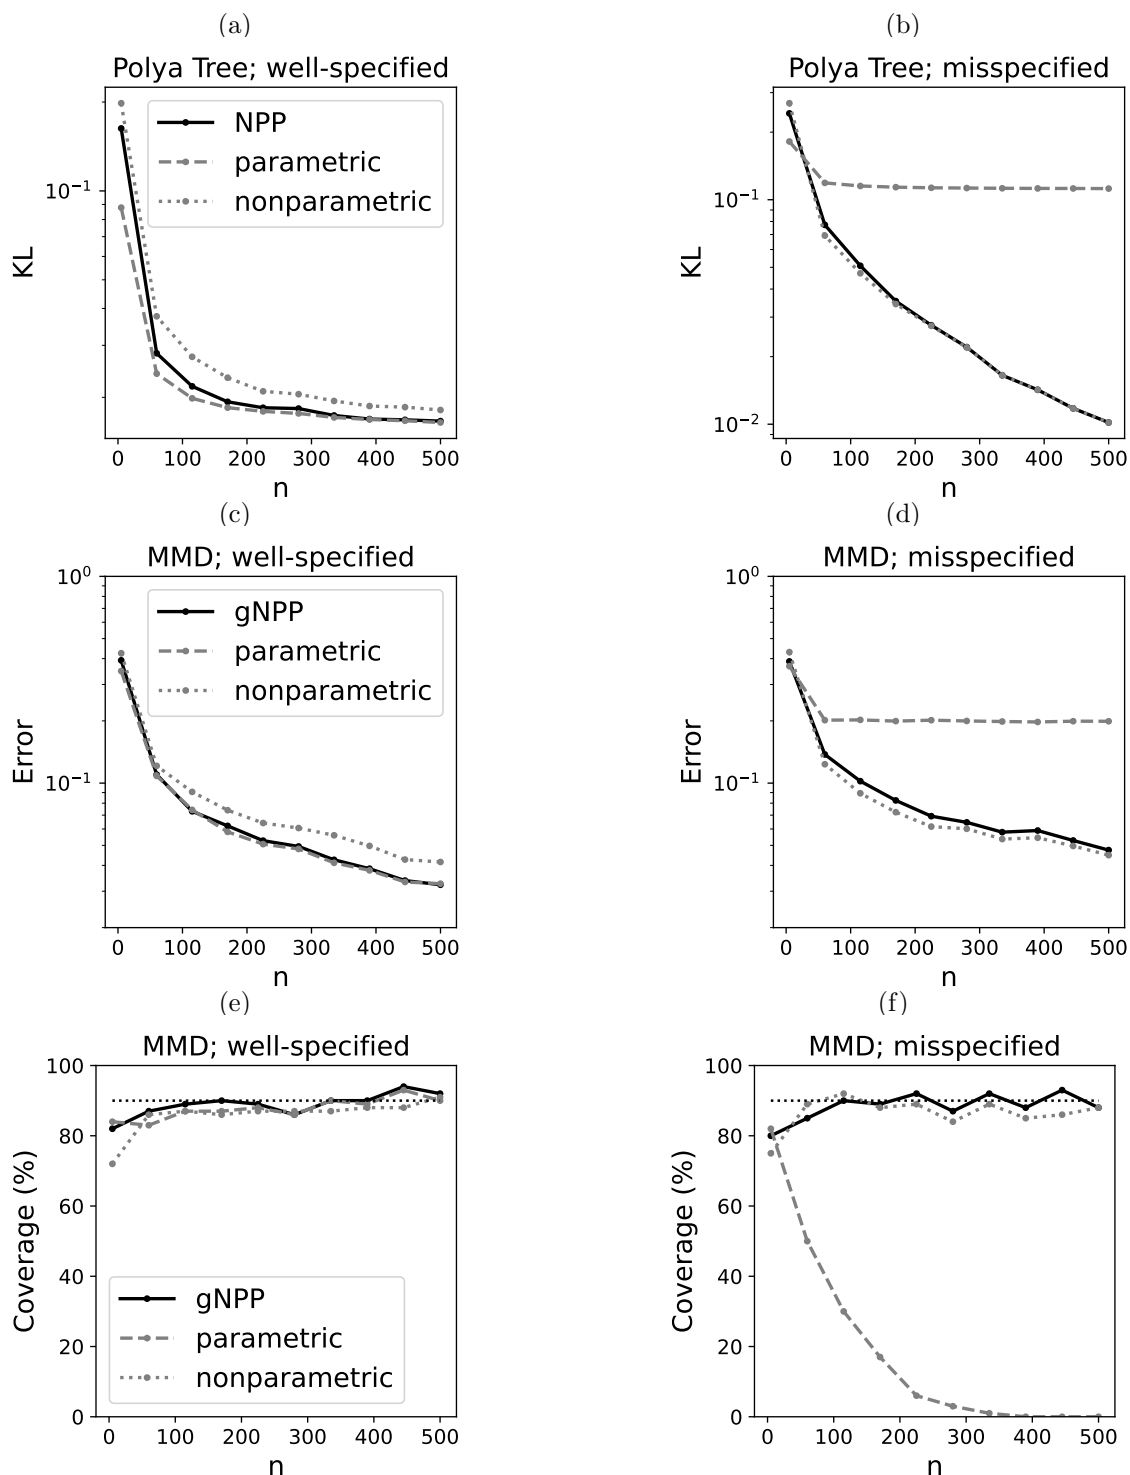 (a)
Polya Tree; well-specified
NPP
parametric
nonparametric
10⁻¹
KL
0 100 200 300 400 500
n
(b)
Polya Tree; misspecified
10⁻¹
10⁻²
KL
0 100 200 300 400 500
n
(c)
MMD; well-specified
10⁰
gNPP
parametric
nonparametric
10⁻¹
Error
0 100 200 300 400 500
n
(d)
MMD; misspecified
10⁰
10⁻¹
Error
0 100 200 300 400 500
n
(e)
MMD; well-specified
100
80
60
40
20
0
Coverage (%)
gNPP
parametric
nonparametric
0 100 200 300 400 500
n
(f)
MMD; misspecified
100
80
60
40
20
0
Coverage (%)
0 100 200 300 400 500
n